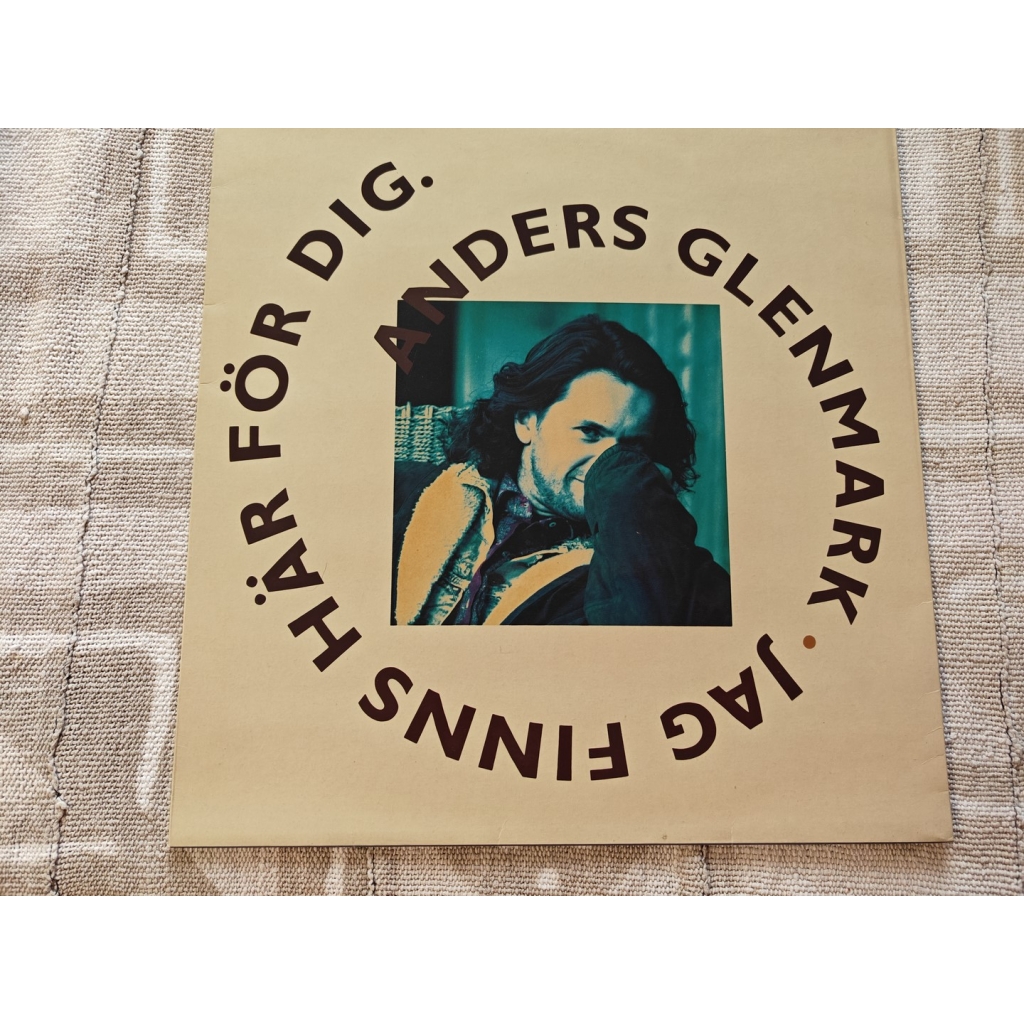 ANDERS GLENMARK · JAG FINNS HÄR FÖR DIG.